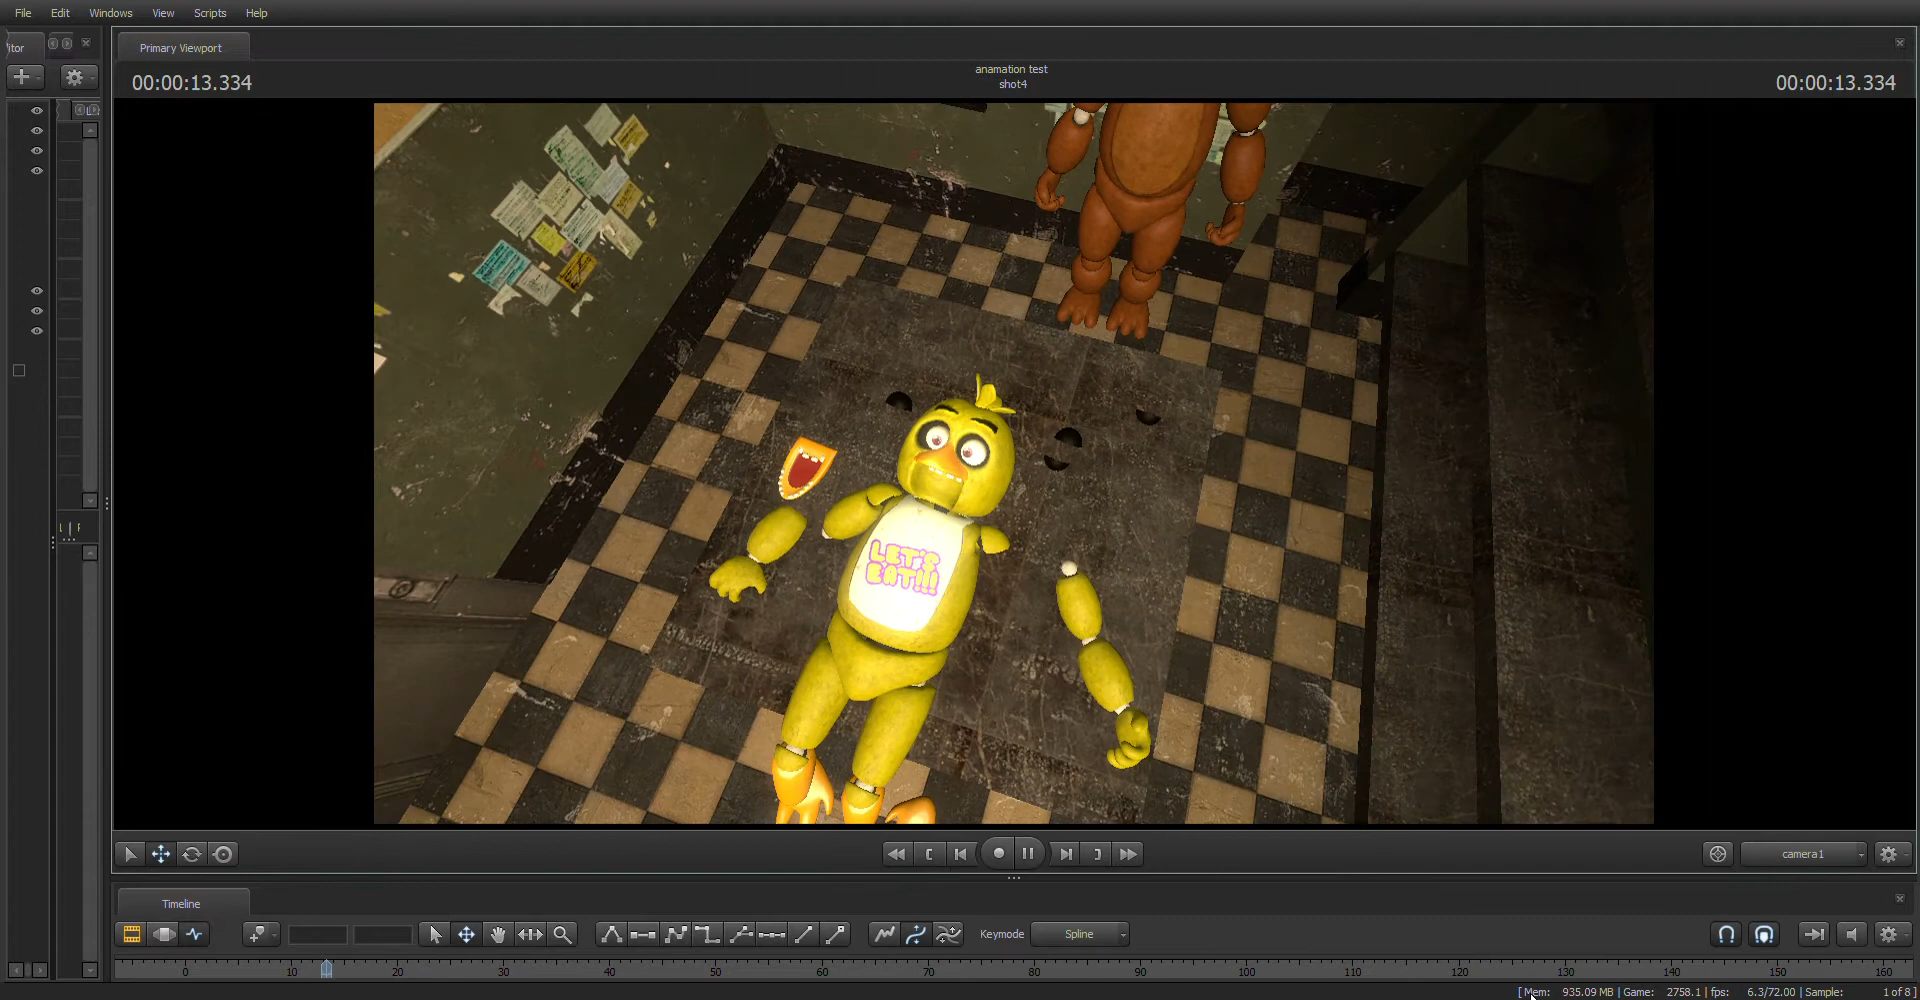 File Edit Windows View Scripts Help
itor
Primary Viewport
anamation test
00:00:13.334
shot4
00:00:13.334
LET'S
EAT!!!
camera1
Timeline
Keymode
Spline
0 10 20 30 40 50 60 70 80 90 100 110 120 130 140 150 160
[ Mem: 935.09 MB | Game: 2758.1 | fps: 6.3/72.00 | Sample: 1 of 8 ]